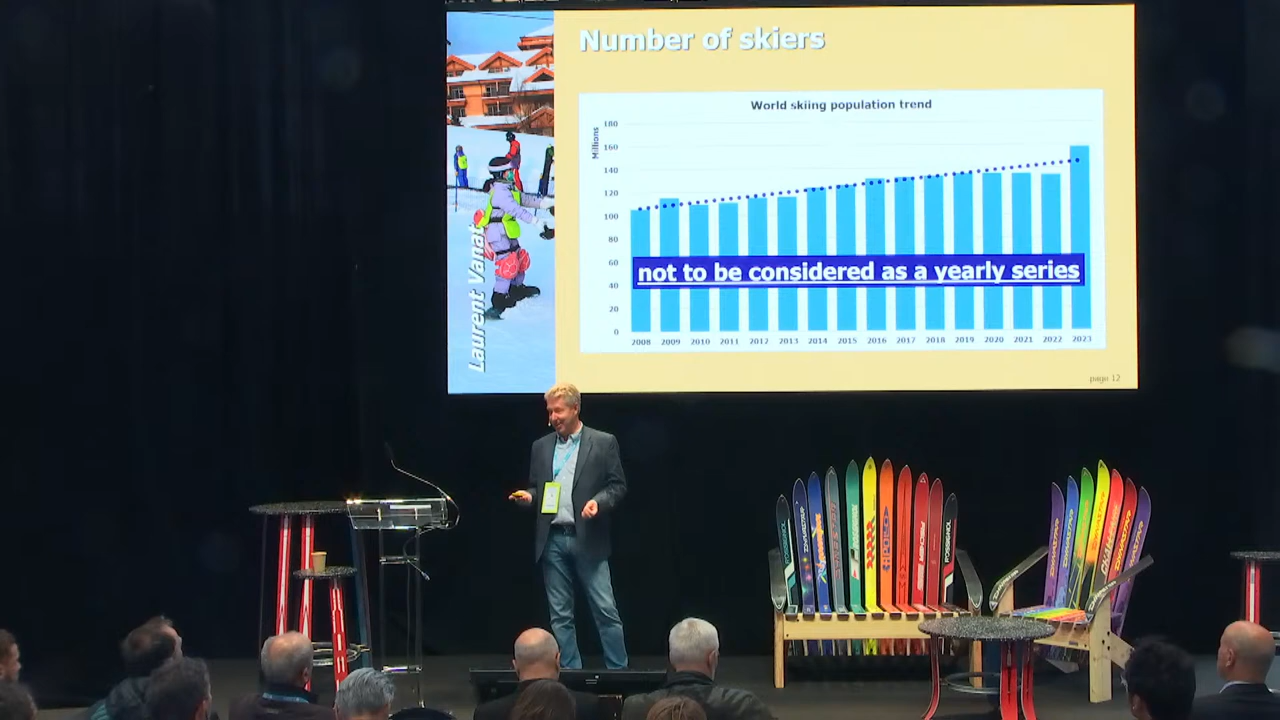 Number of skiers
World skiing population trend
Millions
180
160
140
120
100
80
60
40
20
0
not to be considered as a yearly series
2008 2009 2010 2011 2012 2013 2014 2015 2016 2017 2018 2019 2020 2021 2022 2023
Laurent Vanat
page 12
ROSSIGNOL